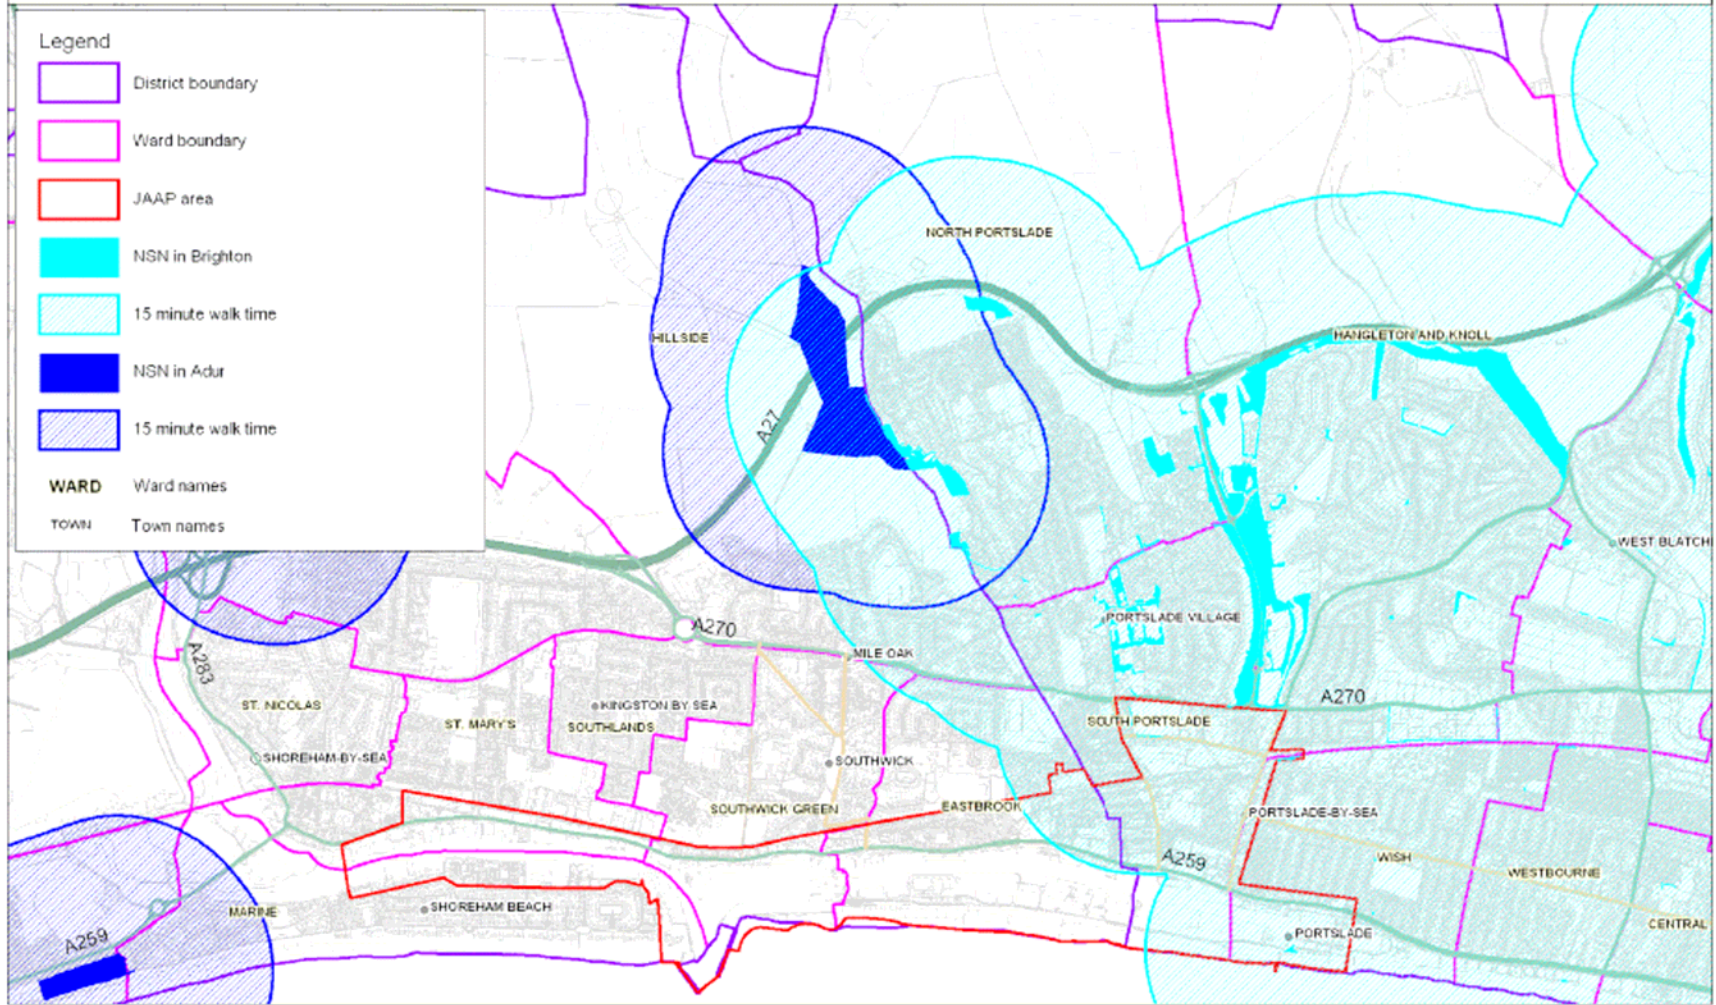 Legend
District boundary
Ward boundary
JAAP area
NSN in Brighton
15 minute walk time
NSN in Adur
15 minute walk time
WARD Ward names
TOWN Town names
NORTH PORTSLADE
HILLSIDE
HANGLETON AND KNOLL
A27
WEST BLATCHI
PORTSLADE VILLAGE
A270
MILE OAK
A283
A270
ST. NICOLAS
KINGSTON BY SEA
ST. MARY'S
SOUTHLANDS
SOUTH PORTSLADE
SHOREHAM-BY-SEA
SOUTHWICK
SOUTHWICK GREEN
EASTBROOK
PORTSLADE-BY-SEA
A259
WISH
WESTBOURNE
MARINE
SHOREHAM BEACH
CENTRAL
A259
PORTSLADE